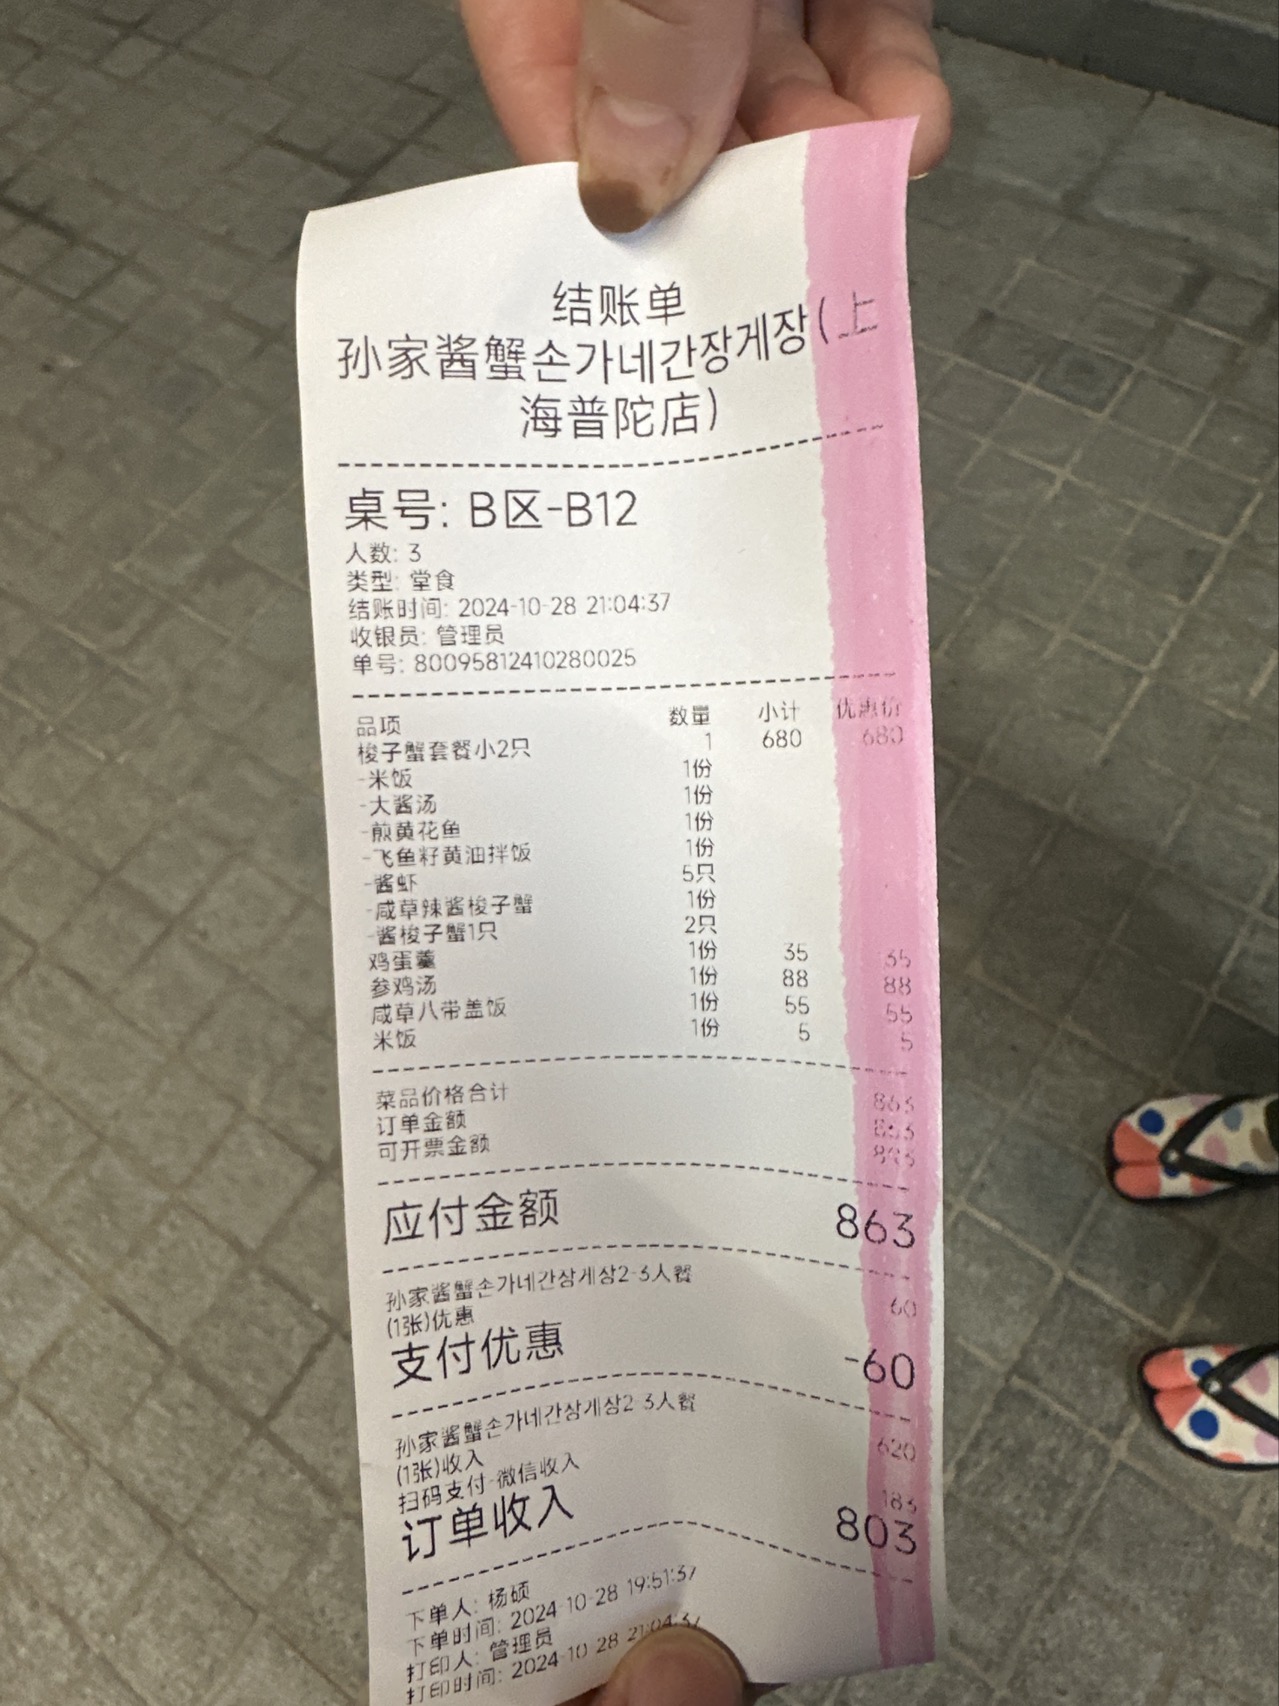 结账单
孙家酱蟹손가네간장게장(上
海普陀店)
桌号: B区-B12
人数: 3
类型: 堂食
结账时间: 2024-10-28 21:04:37
收银员: 管理员
单号: 80095812410280025
品项 数量 小计 优惠价
梭子蟹套餐小2只 1 680 680
-米饭 1份
-大酱汤 1份
-煎黄花鱼 1份
-飞鱼籽黄油拌饭 1份
-酱虾 5只
-咸草辣酱梭子蟹 1份
-酱梭子蟹1只 2只
鸡蛋羹 1份 35 35
参鸡汤 1份 88 88
咸草八带盖饭 1份 55 55
米饭 1份 5 5
菜品价格合计 863
订单金额 863
可开票金额
应付金额 863
孙家酱蟹손가네간장게장2-3人餐
(1张)优惠 60
支付优惠 -60
孙家酱蟹손가네간장게장2-3人餐
(1张)收入 620
扫码支付-微信收入 183
订单收入 803
下单人: 杨硕
下单时间: 2024-10-28 19:51:37
打印人: 管理员
打印时间: 2024-10-28 21:04:37